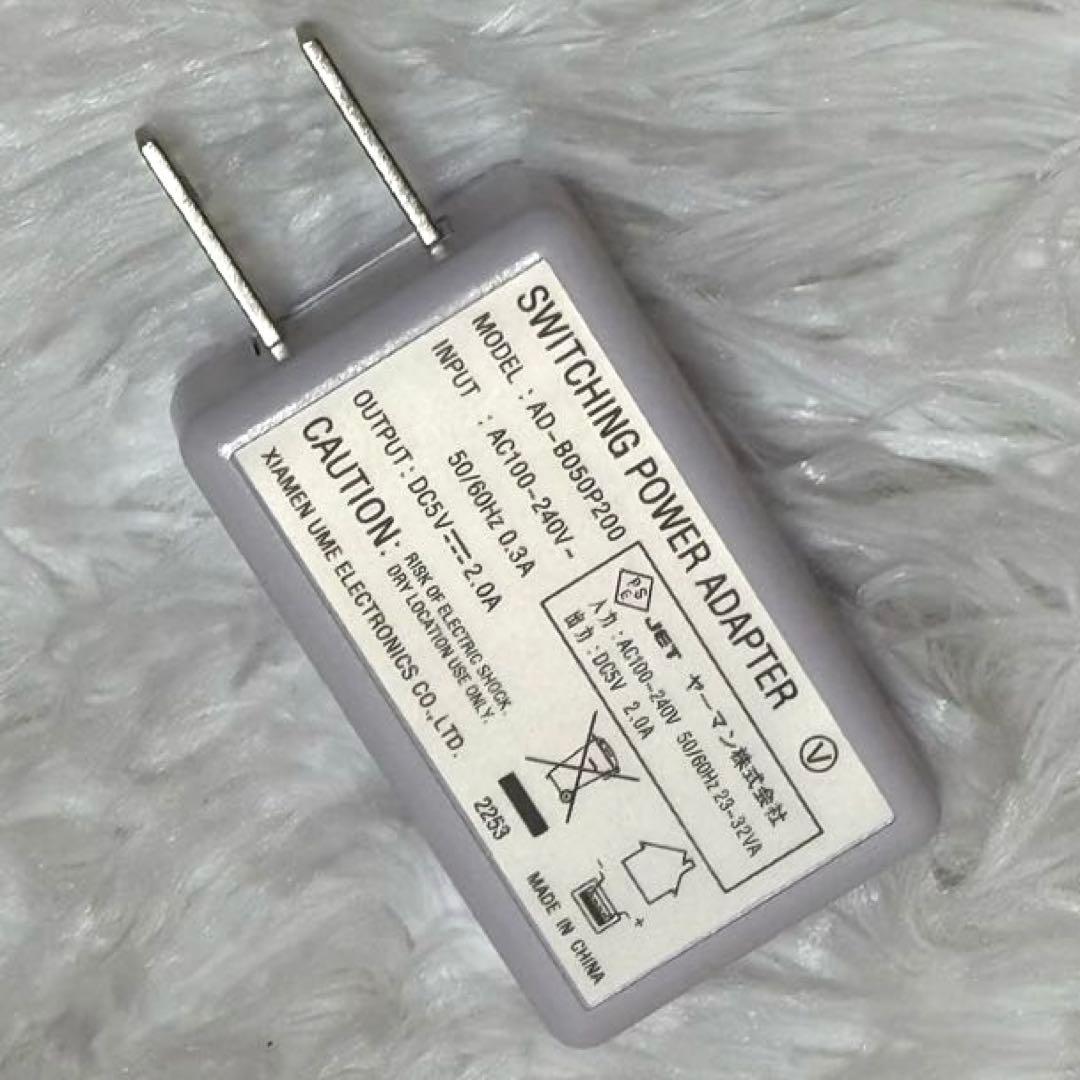 SWITCHING POWER ADAPTER Ⓥ
MODEL : AD-B050P200
INPUT : AC100-240V~
50/60Hz 0.3A
OUTPUT : DC5V⎓2.0A
CAUTION: RISK OF ELECTRIC SHOCK.
DRY LOCATION USE ONLY.
XIAMEN UME ELECTRONICS CO., LTD.
PSE JET ヤーマン株式会社
入力 : AC100~240V 50/60Hz 23-32VA
出力 : DC5V 2.0A
2253
- +
MADE IN CHINA